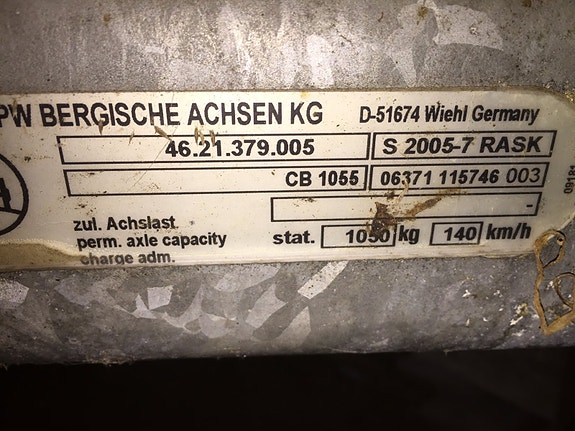 PW BERGISCHE ACHSEN KG D-51674 Wiehl Germany
46.21.379.005 S 2005-7 RASK
CB 1055 06371 115746 003
-
zul. Achslast
perm. axle capacity stat. 1050 kg 140 km/h
charge adm.
09181